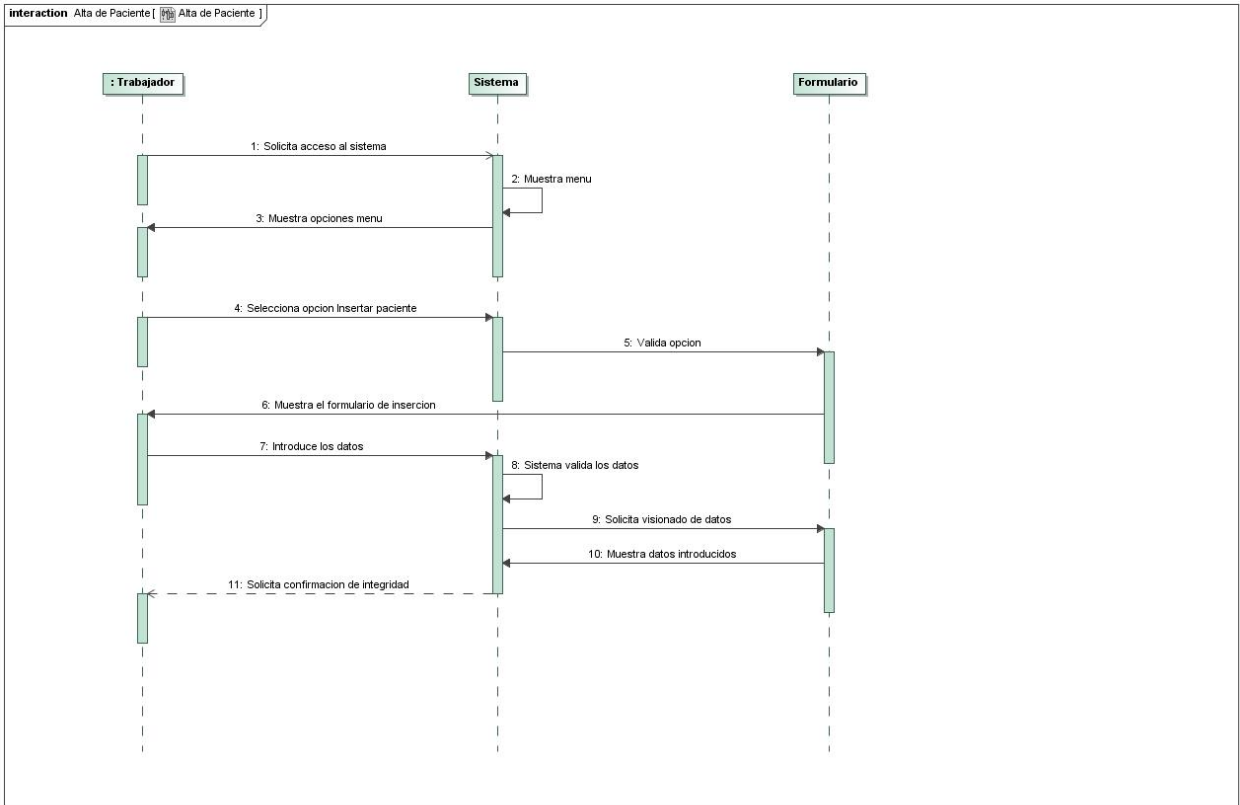 interaction Alta de Paciente [ Alta de Paciente ]
: Trabajador
Sistema
Formulario
1: Solicita acceso al sistema
2: Muestra menu
3: Muestra opciones menu
4: Selecciona opcion Insertar paciente
5: Valida opcion
6: Muestra el formulario de insercion
7: Introduce los datos
8: Sistema valida los datos
9: Solicita visionado de datos
10: Muestra datos introducidos
11: Solicita confirmacion de integridad